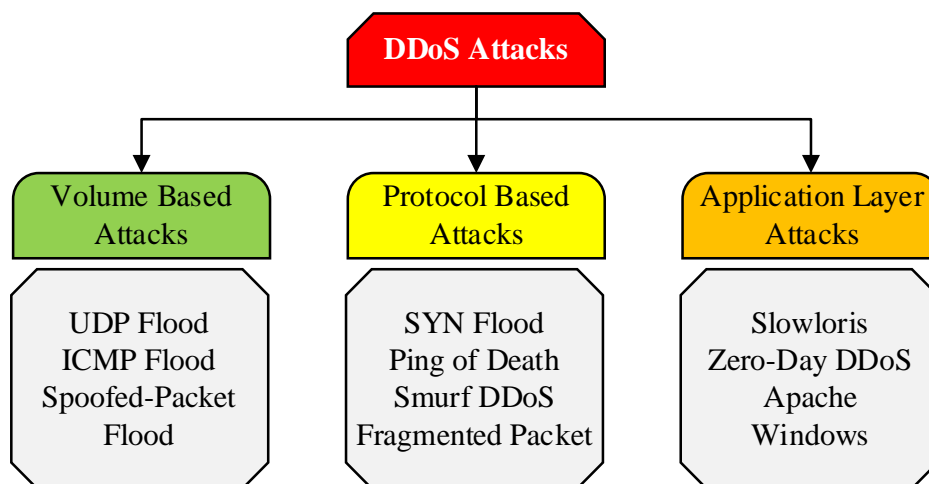 DDoS Attacks
Volume Based
Attacks
Protocol Based
Attacks
Application Layer
Attacks
UDP Flood
ICMP Flood
Spoofed-Packet
Flood
SYN Flood
Ping of Death
Smurf DDoS
Fragmented Packet
Slowloris
Zero-Day DDoS
Apache
Windows